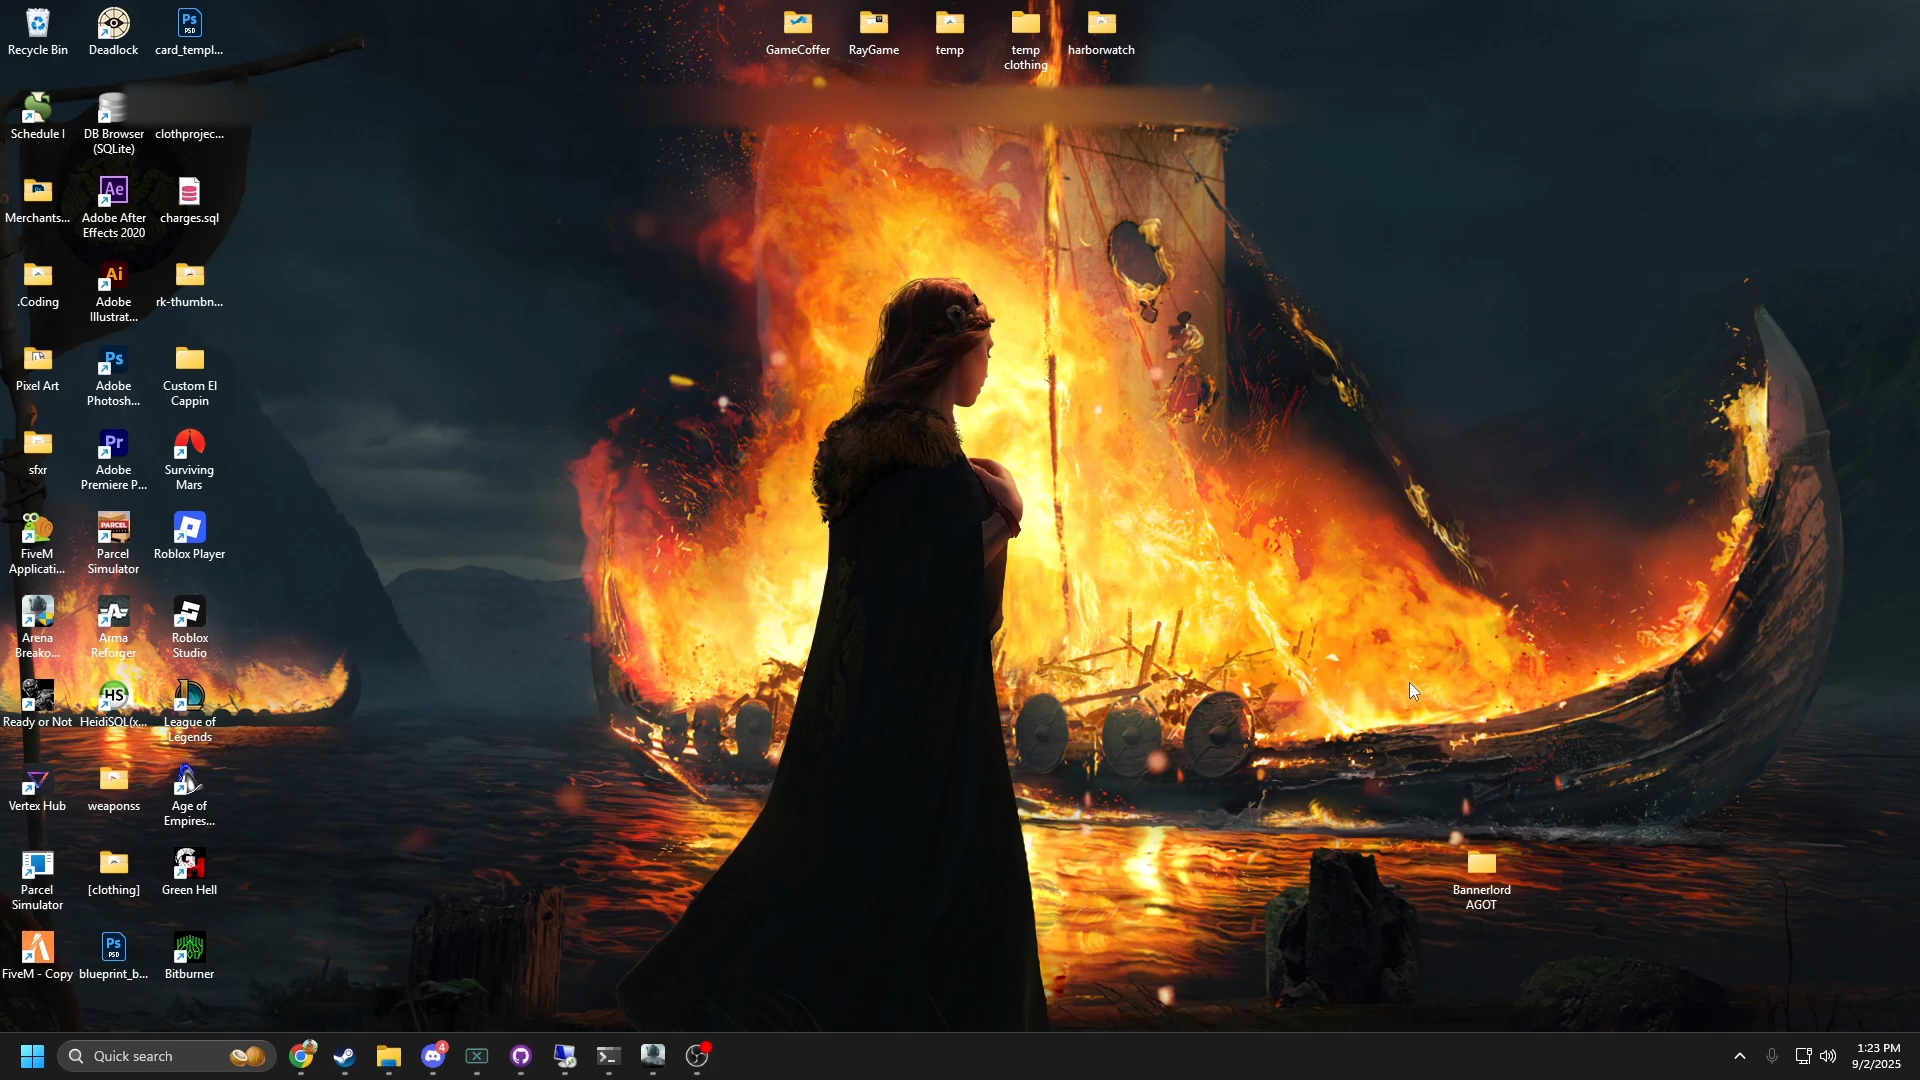 Recycle Bin
Deadlock
card_templ...
GameCoffer
RayGame
temp
temp
clothing
harborwatch
Schedule I
DB Browser
(SQLite)
clothprojec...
Merchants...
Adobe After
Effects 2020
charges.sql
.Coding
Adobe
Illustrat...
rk-thumbn...
Pixel Art
Adobe
Photosh...
Custom El
Cappin
sfxr
Adobe
Premiere P...
Surviving
Mars
FiveM
Applicati...
Parcel
Simulator
Roblox Player
Arena
Breako...
Arma
Reforger
Roblox
Studio
Ready or Not
HeidiSQL(x...
League of
Legends
Vertex Hub
weaponss
Age of
Empires...
Parcel
Simulator
[clothing]
Green Hell
Bannerlord
AGOT
FiveM - Copy
blueprint_b...
Bitburner
Quick search
4
1:23 PM
9/2/2025